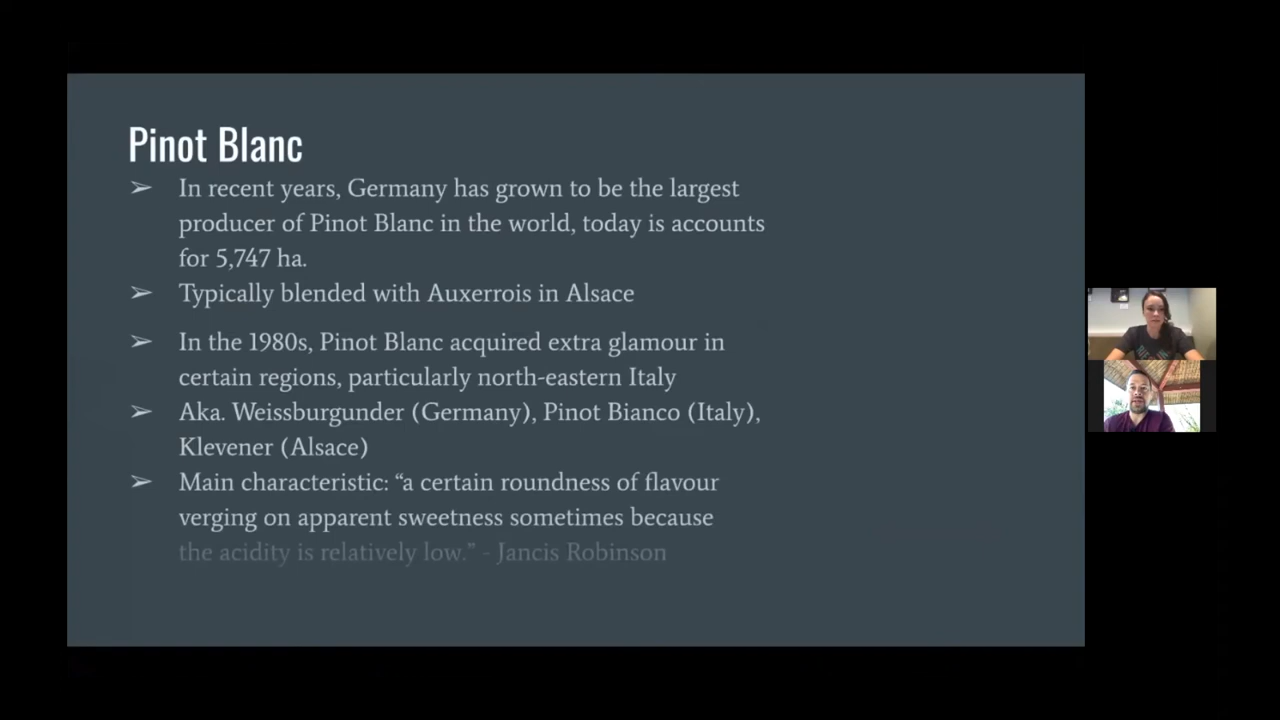 Pinot Blanc
➢ In recent years, Germany has grown to be the largest
producer of Pinot Blanc in the world, today is accounts
for 5,747 ha.
➢ Typically blended with Auxerrois in Alsace
➢ In the 1980s, Pinot Blanc acquired extra glamour in
certain regions, particularly north-eastern Italy
➢ Aka. Weissburgunder (Germany), Pinot Bianco (Italy),
Klevener (Alsace)
➢ Main characteristic: “a certain roundness of flavour
verging on apparent sweetness sometimes because
the acidity is relatively low.” - Jancis Robinson